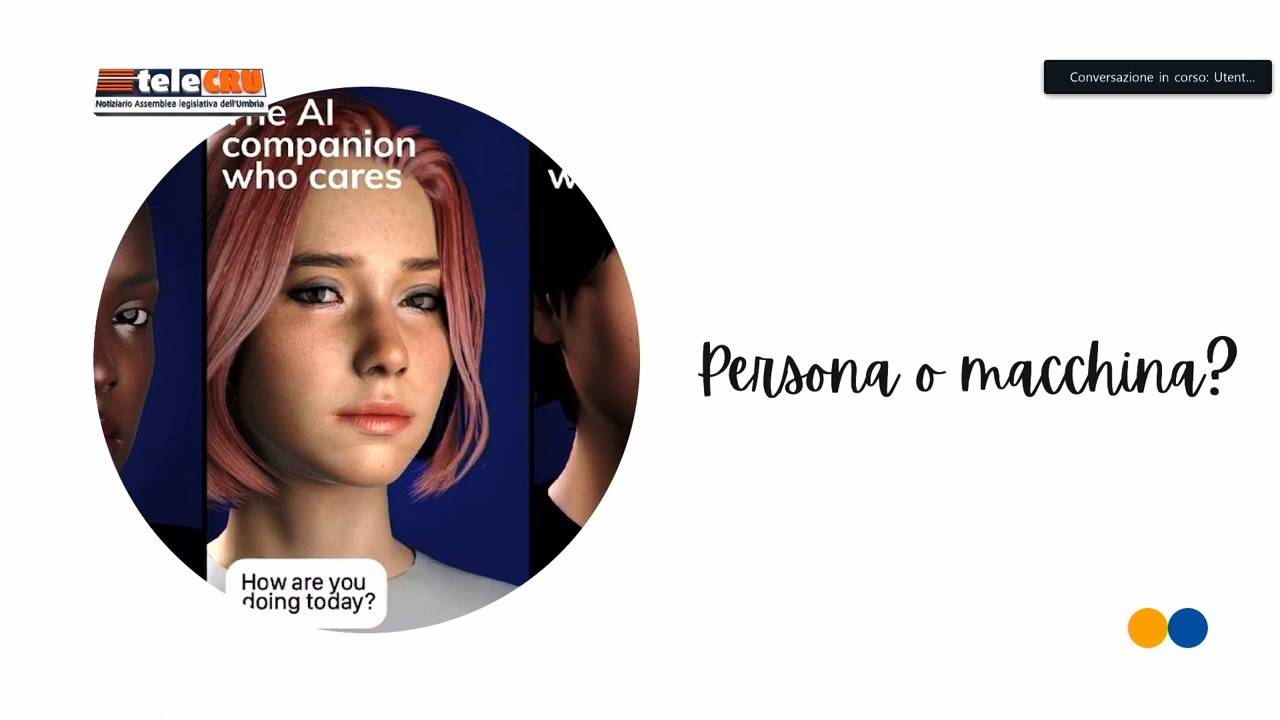 teleCRU
Notiziario Assemblea legislativa dell'Umbria
Conversazione in corso: Utent...
The AI
companion
who cares
w
Persona o macchina?
How are you
doing today?